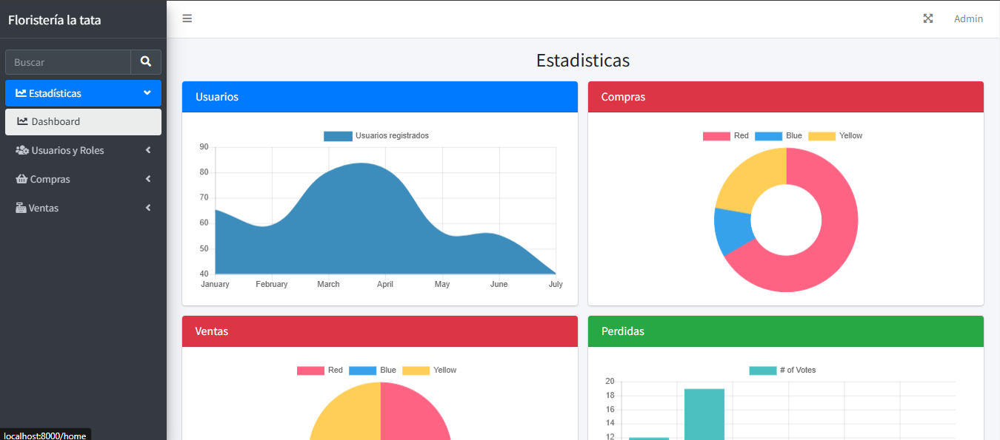 Floristería la tata
Admin
Buscar
Estadísticas
Dashboard
Usuarios y Roles
Compras
Ventas
Estadisticas
Usuarios
Usuarios registrados
90
80
70
60
50
40
January February March April May June July
Compras
Red Blue Yellow
Ventas
Red Blue Yellow
Perdidas
# of Votes
20
18
16
14
12
localhost:8000/home